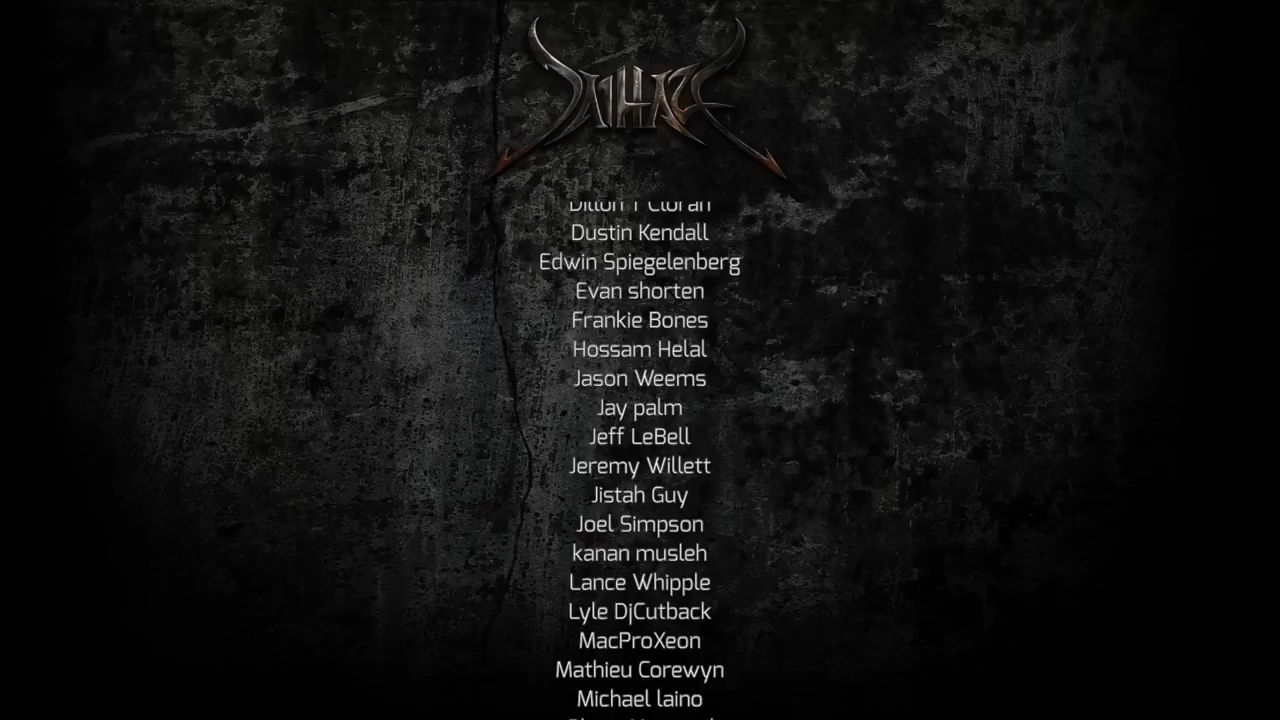 Dustin Kendall
Edwin Spiegelenberg
Evan shorten
Frankie Bones
Hossam Helal
Jason Weems
Jay palm
Jeff LeBell
Jeremy Willett
Jistah Guy
Joel Simpson
kanan musleh
Lance Whipple
Lyle DjCutback
MacProXeon
Mathieu Corewyn
Michael laino